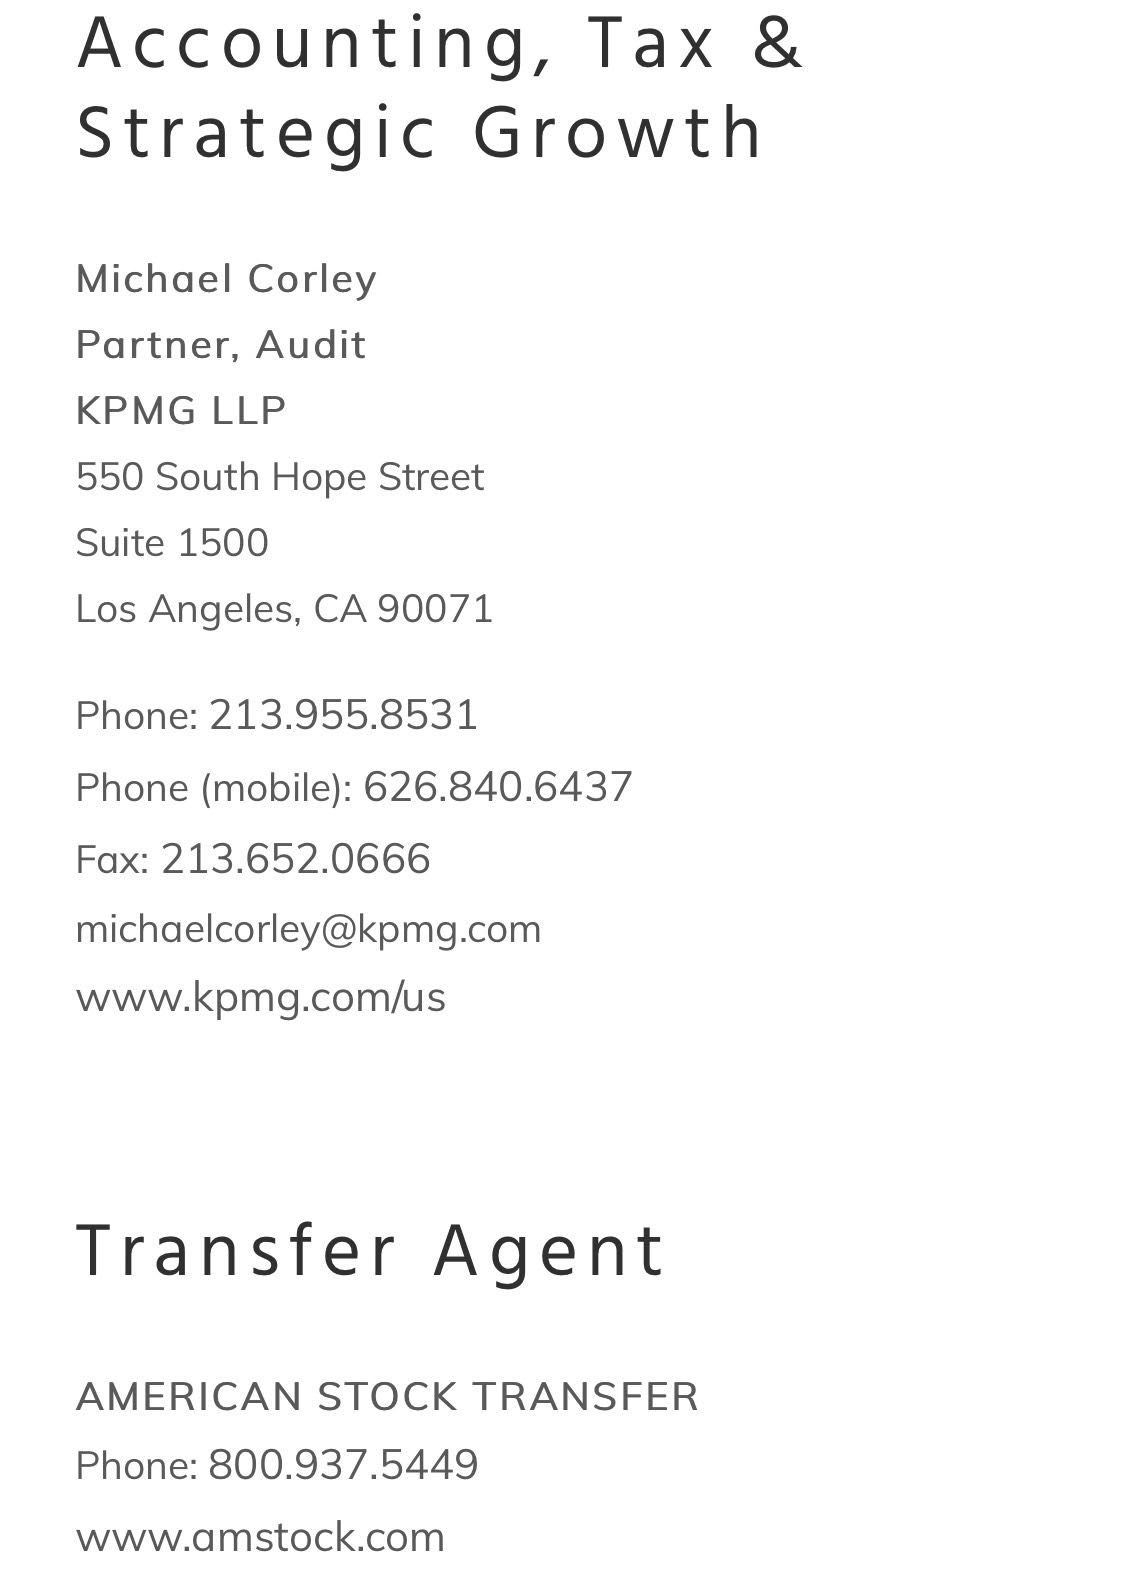 Accounting, Tax &
Strategic Growth
Michael Corley
Partner, Audit
KPMG LLP
550 South Hope Street
Suite 1500
Los Angeles, CA 90071
Phone: 213.955.8531
Phone (mobile): 626.840.6437
Fax: 213.652.0666
michaelcorley@kpmg.com
www.kpmg.com/us
Transfer Agent
AMERICAN STOCK TRANSFER
Phone: 800.937.5449
www.amstock.com